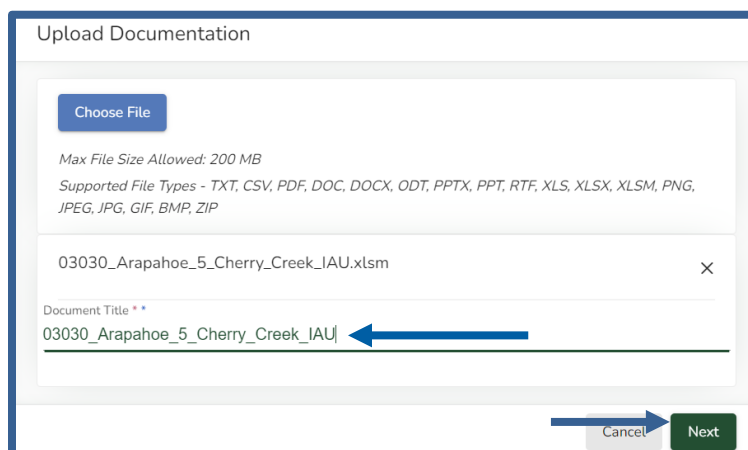 Upload Documentation
Choose File
Max File Size Allowed: 200 MB
Supported File Types - TXT, CSV, PDF, DOC, DOCX, ODT, PPTX, PPT, RTF, XLS, XLSX, XLSM, PNG,
JPEG, JPG, GIF, BMP, ZIP
03030_Arapahoe_5_Cherry_Creek_IAU.xlsm
Document Title * *
03030_Arapahoe_5_Cherry_Creek_IAU
Cancel Next